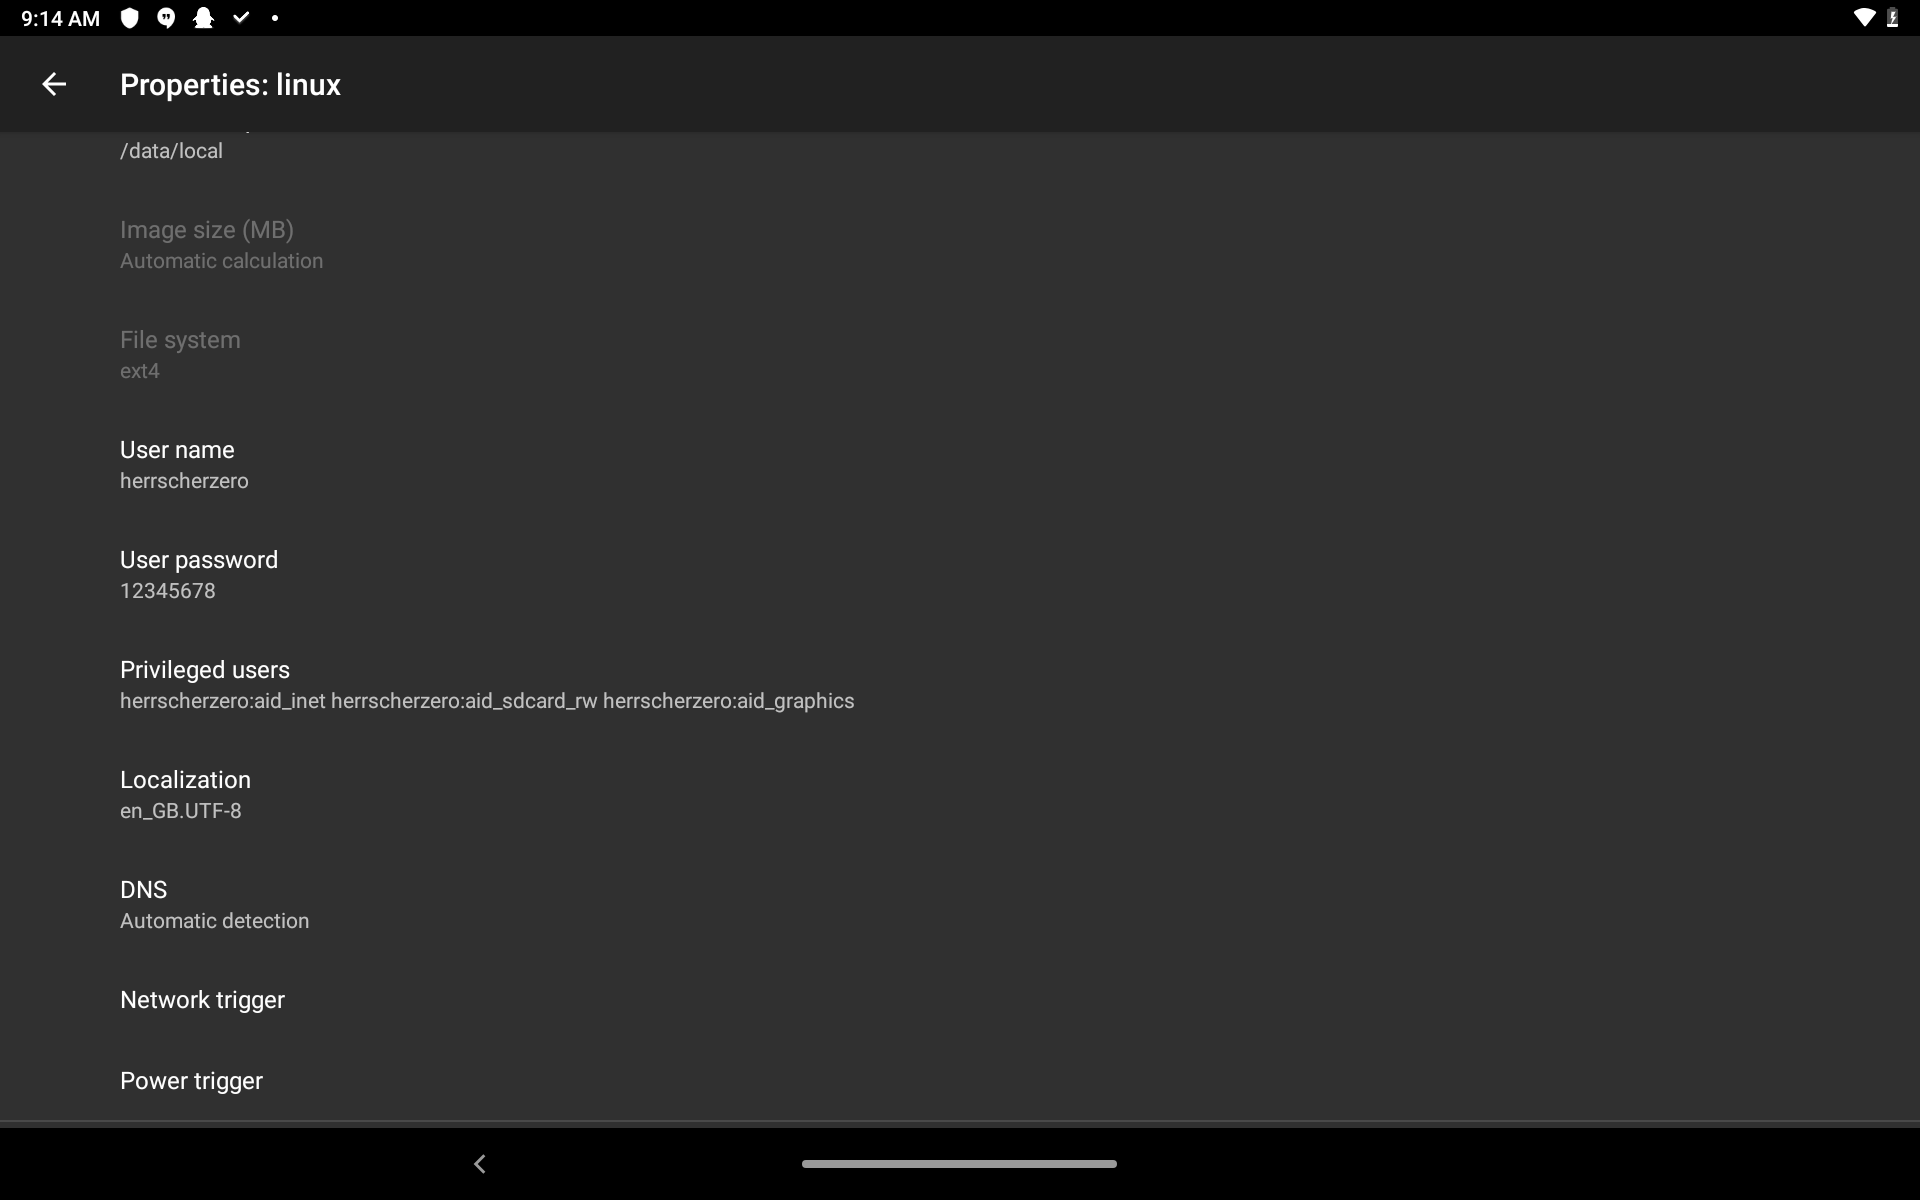 9:14 AM
Properties: linux
/data/local
Image size (MB)
Automatic calculation
File system
ext4
User name
herrscherzero
User password
12345678
Privileged users
herrscherzero:aid_inet herrscherzero:aid_sdcard_rw herrscherzero:aid_graphics
Localization
en_GB.UTF-8
DNS
Automatic detection
Network trigger
Power trigger